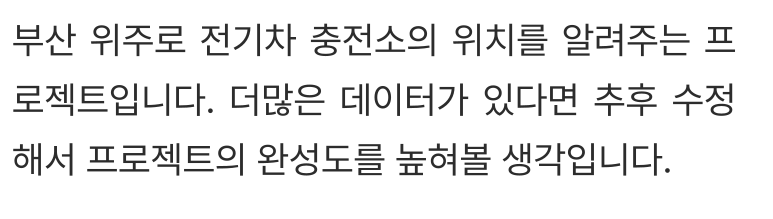 부산 위주로 전기차 충전소의 위치를 알려주는 프
로젝트입니다. 더많은 데이터가 있다면 추후 수정
해서 프로젝트의 완성도를 높혀볼 생각입니다.